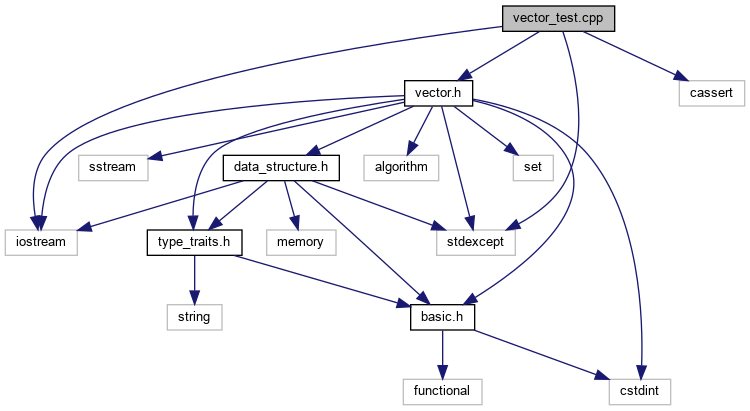 vector_test.cpp
vector.h
cassert
sstream
data_structure.h
algorithm
set
iostream
type_traits.h
memory
stdexcept
string
basic.h
functional
cstdint